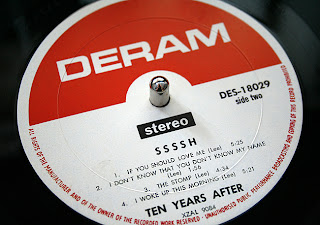 DERAM
DES-18029
side two
stereo
SSSSH
1. IF YOU SHOULD LOVE ME (Lee) 5:25
2. I DON'T KNOW THAT YOU DON'T KNOW MY NAME
(Lee) 1:56
3. THE STOMP (Lee) 4:34
4. I WOKE UP THIS MORNING (Lee) 5:21
TEN YEARS AFTER
XZAL 9084
ALL RIGHTS OF THE MANUFACTURER AND OF THE OWNER OF THE RECORDED WORK RESERVED · UNAUTHORISED PUBLIC PERFORMANCE BROADCASTING AND COPYING OF THIS RECORD PROHIBITED